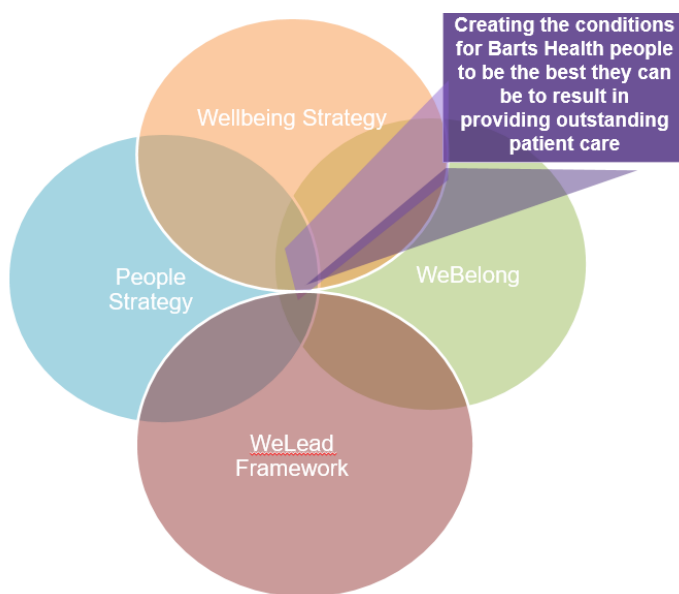 Creating the conditions
for Barts Health people
to be the best they can
be to result in
providing outstanding
patient care
Wellbeing Strategy
People
Strategy
WeBelong
WeLead
Framework